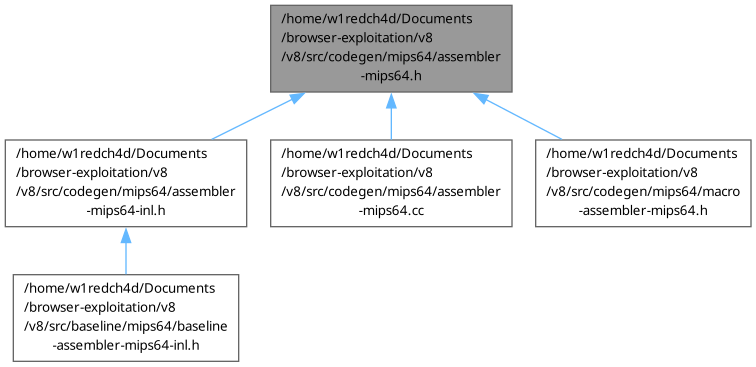 /home/w1redch4d/Documents
/browser-exploitation/v8
/v8/src/codegen/mips64/assembler
-mips64.h
/home/w1redch4d/Documents
/browser-exploitation/v8
/v8/src/codegen/mips64/assembler
-mips64-inl.h
/home/w1redch4d/Documents
/browser-exploitation/v8
/v8/src/codegen/mips64/assembler
-mips64.cc
/home/w1redch4d/Documents
/browser-exploitation/v8
/v8/src/codegen/mips64/macro
-assembler-mips64.h
/home/w1redch4d/Documents
/browser-exploitation/v8
/v8/src/baseline/mips64/baseline
-assembler-mips64-inl.h